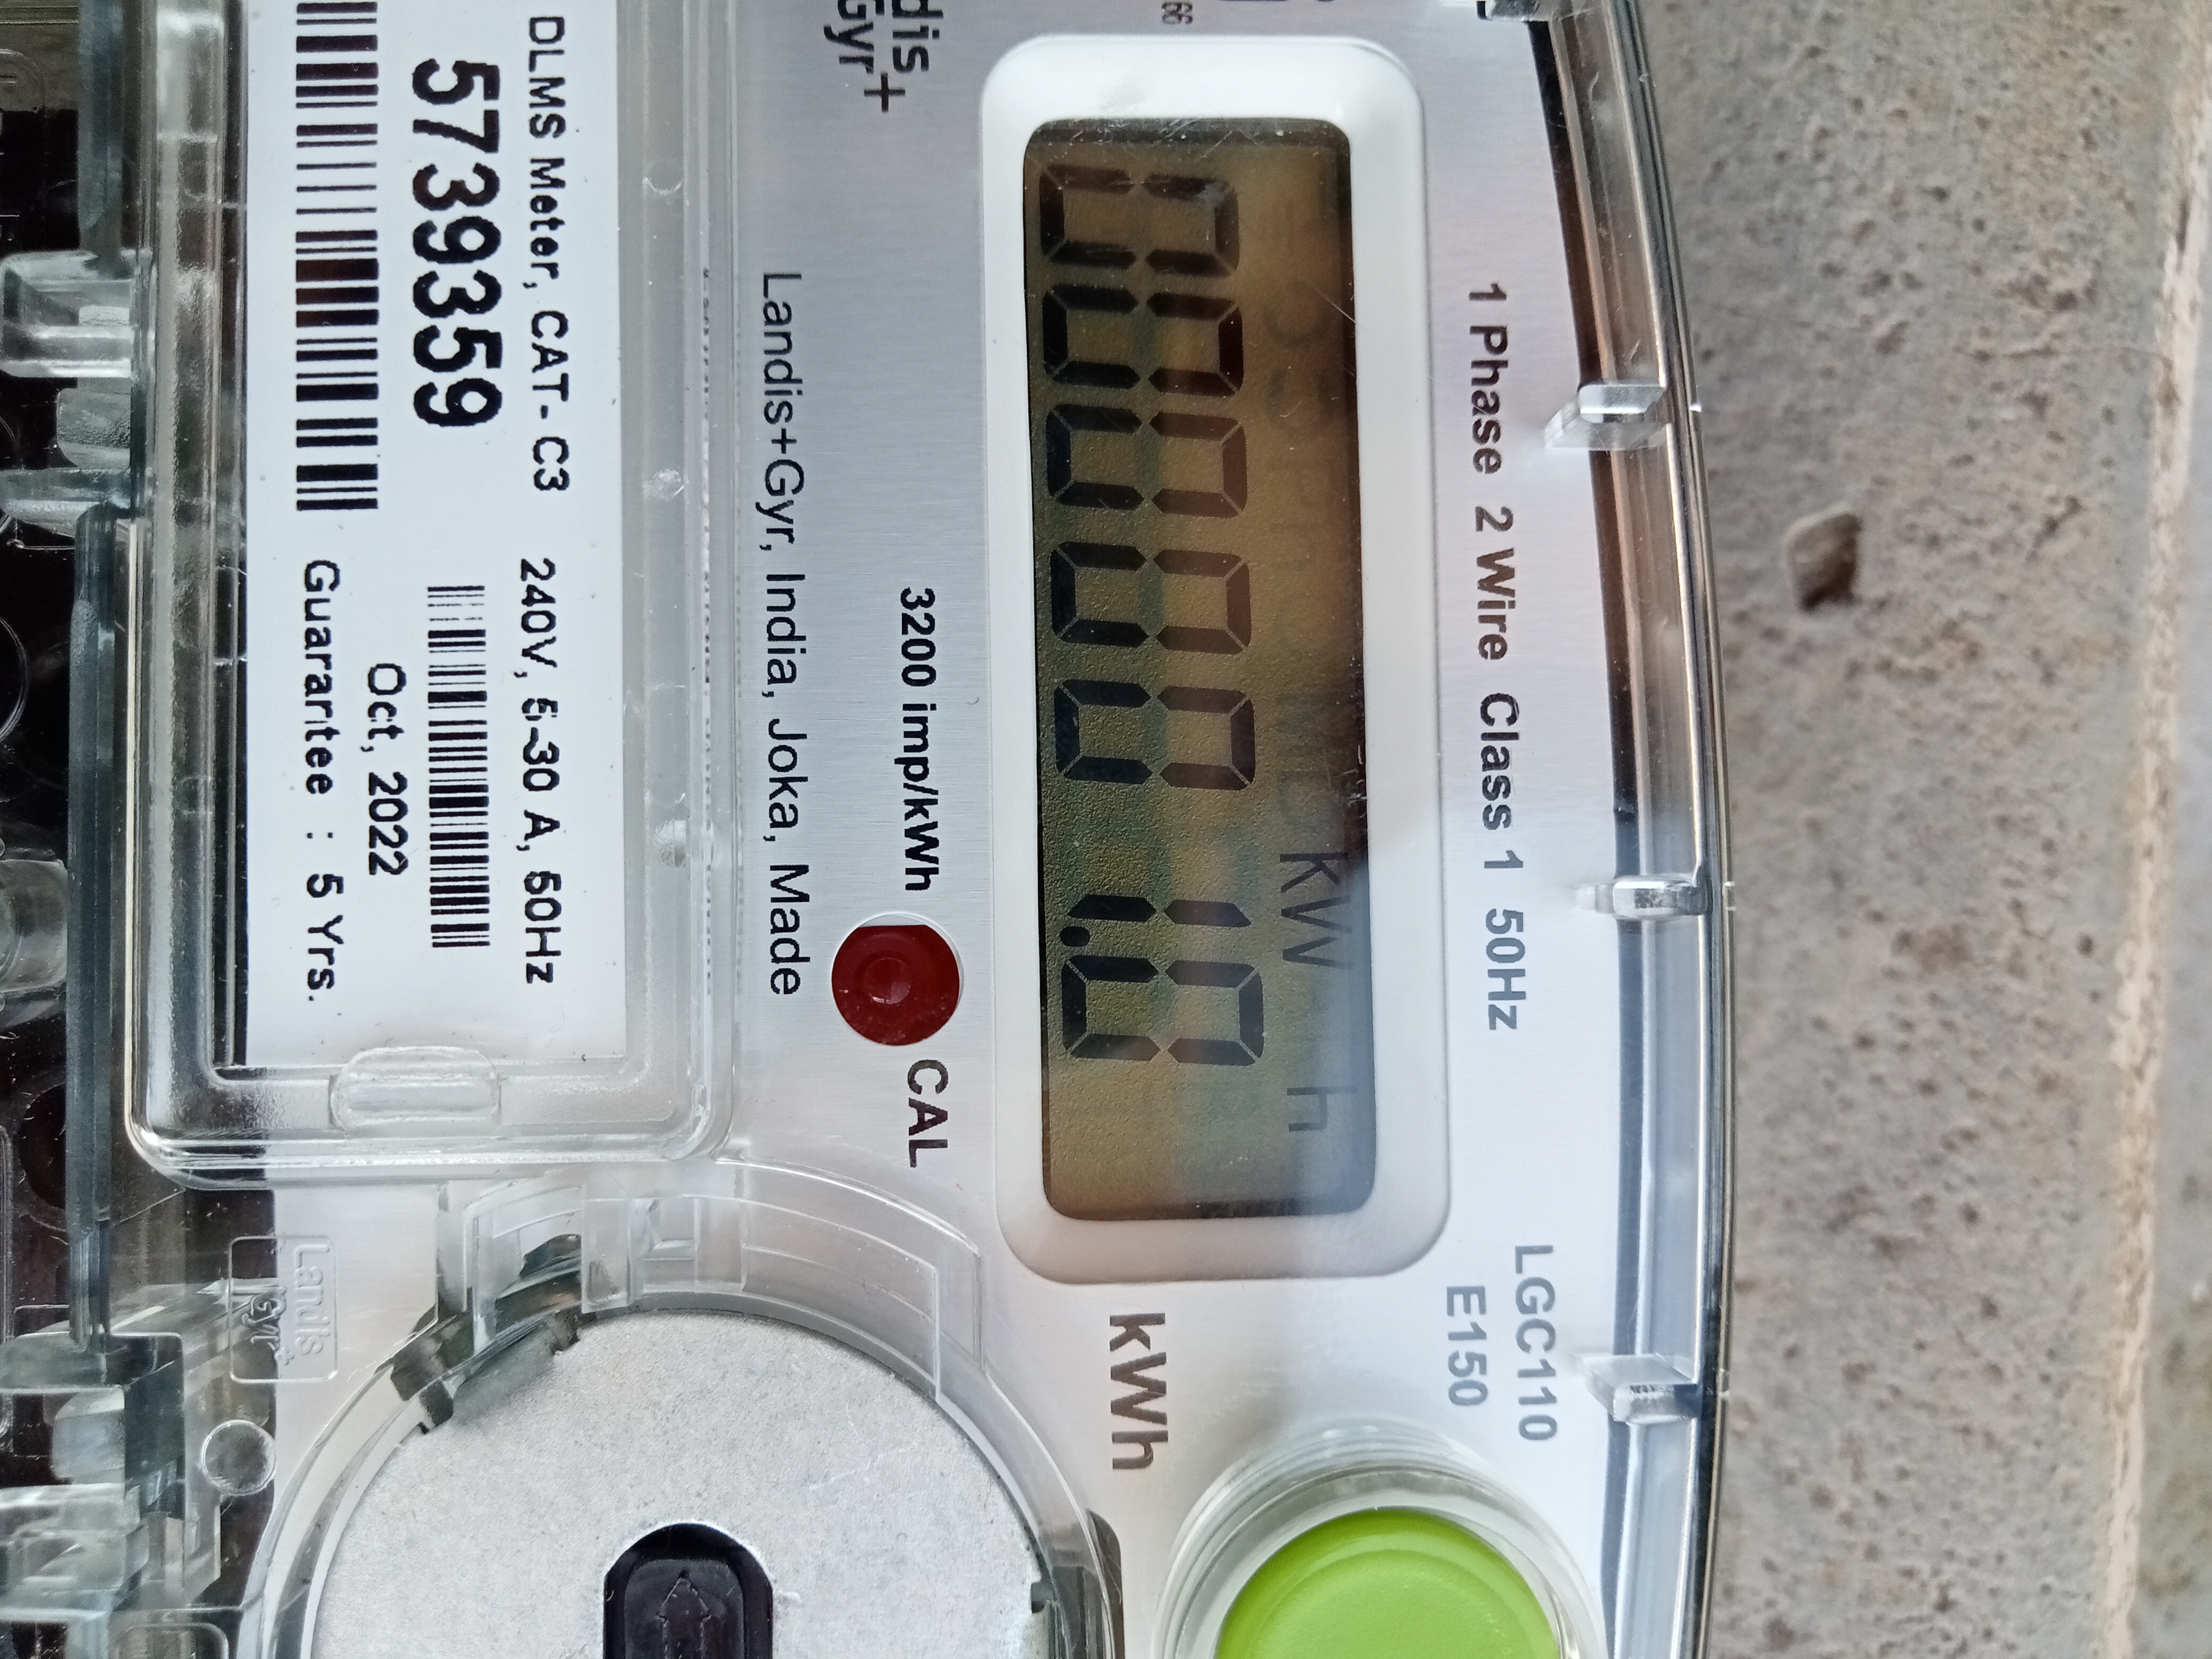 1 Phase 2 Wire Class 1 50Hz
LGC110
E150
kW h
000001.0
kWh
dis
Gyr+
3200 imp/kWh CAL
Landis+Gyr, India, Joka, Made
DLMS Meter, CAT- C3 240V, 5-30 A, 50Hz
5739359
Oct, 2022
Guarantee : 5 Yrs.
Landis
Gyr+